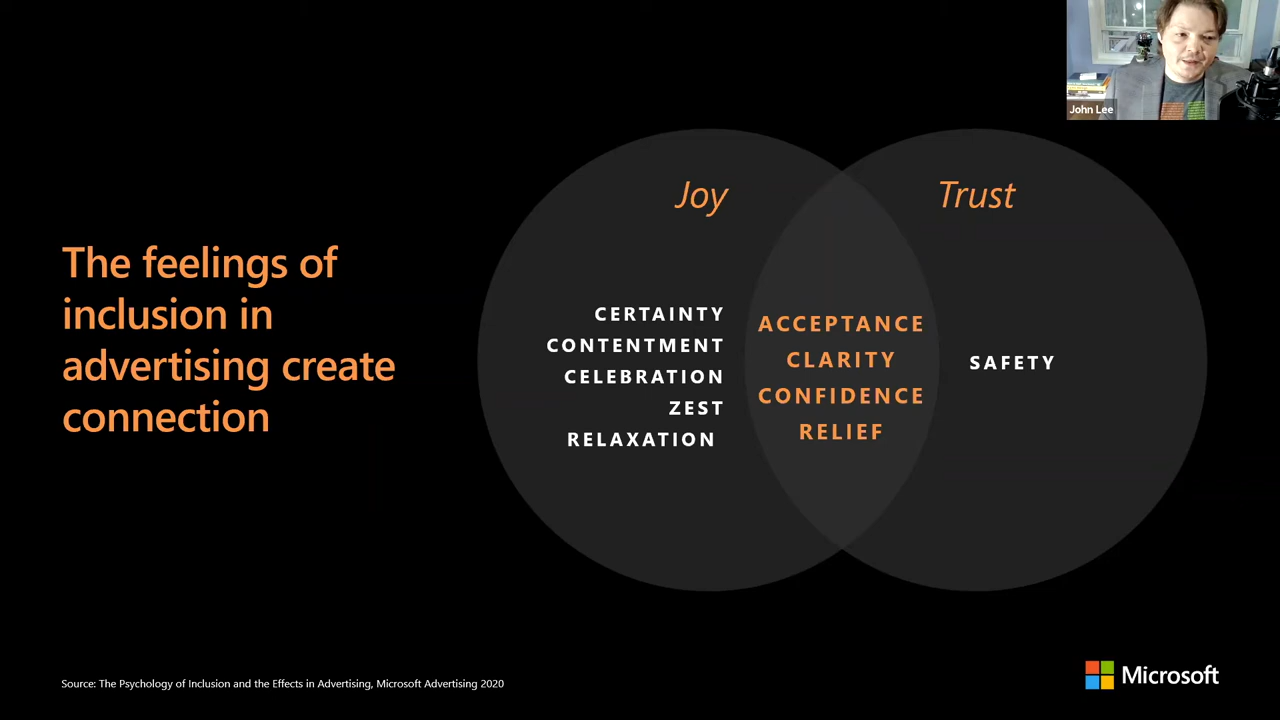 John Lee
Joy
Trust
The feelings of
inclusion in
advertising create
connection
CERTAINTY
CONTENTMENT
CELEBRATION
ZEST
RELAXATION
ACCEPTANCE
CLARITY
CONFIDENCE
RELIEF
SAFETY
Source: The Psychology of Inclusion and the Effects in Advertising, Microsoft Advertising 2020
Microsoft